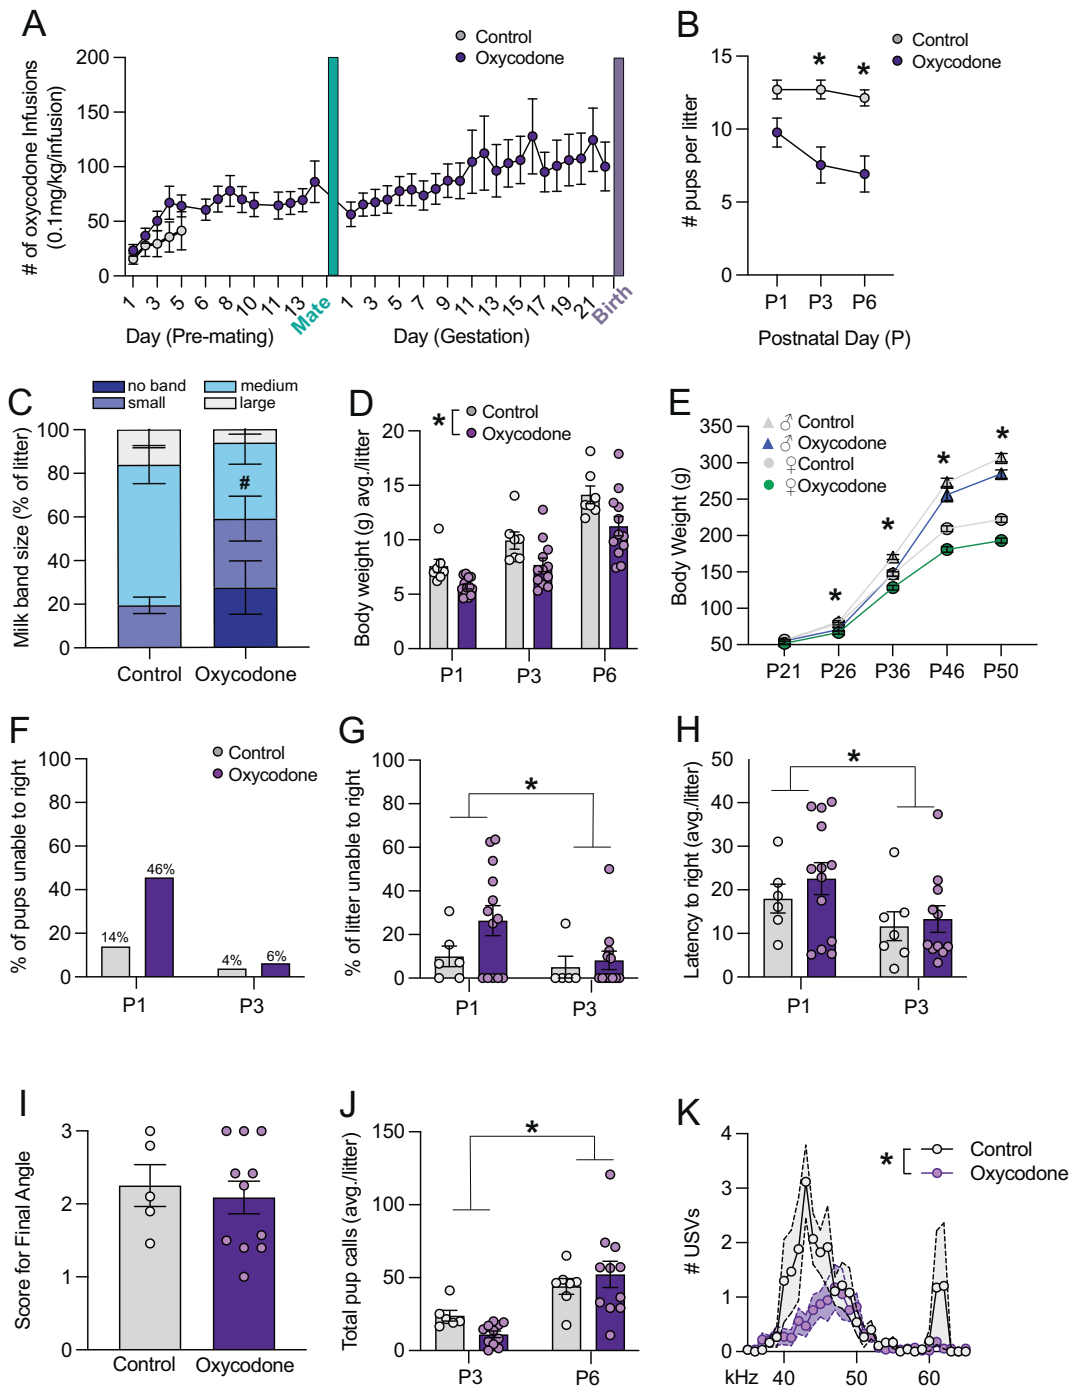 A
Control
Oxycodone
# of oxycodone Infusions
(0.1mg/kg/infusion)
200
150
100
50
0
1 3 5 6 8 10 11 13 Mate 1 3 5 7 9 11 13 15 17 19 21 Birth
Day (Pre-mating) Day (Gestation)
B
Control
Oxycodone
# pups per litter
15
10
5
0
* *
P1 P3 P6
Postnatal Day (P)
C
no band medium
small large
Milk band size (% of litter)
100
80
60
40
20
0
#
Control Oxycodone
D
* Control
Oxycodone
Body weight (g) avg./litter
20
15
10
5
0
P1 P3 P6
E
♂ Control
♂ Oxycodone
♀ Control
♀ Oxycodone
Body Weight (g)
350
300
250
200
150
100
50
* * * *
P21 P26 P36 P46 P50
F
Control
Oxycodone
% of pups unable to right
100
80
60
40
20
0
14% 46% 4% 6%
P1 P3
G
% of litter unable to right
100
80
60
40
20
0
*
P1 P3
H
Latency to right (avg./litter)
50
40
30
20
10
0
*
P1 P3
I
Score for Final Angle
3
2
1
0
Control Oxycodone
J
Total pup calls (avg./litter)
150
100
50
0
*
P3 P6
K
* Control
Oxycodone
# USVs
4
3
2
1
0
kHz 40 50 60